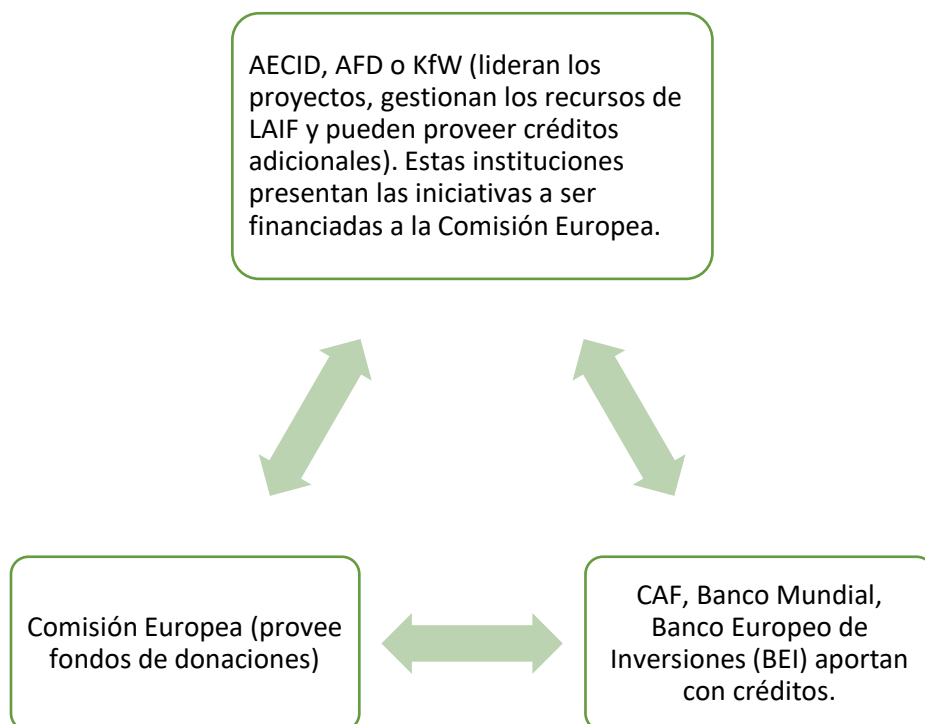 AECID, AFD o KfW (lideran los
proyectos, gestionan los recursos de
LAIF y pueden proveer créditos
adicionales). Estas instituciones
presentan las iniciativas a ser
financiadas a la Comisión Europea.
Comisión Europea (provee
fondos de donaciones)
CAF, Banco Mundial,
Banco Europeo de
Inversiones (BEI) aportan
con créditos.